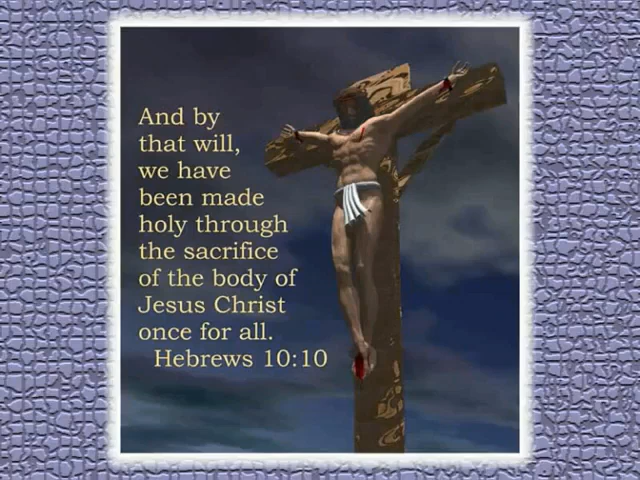 And by
that will,
we have
been made
holy through
the sacrifice
of the body of
Jesus Christ
once for all.
Hebrews 10:10